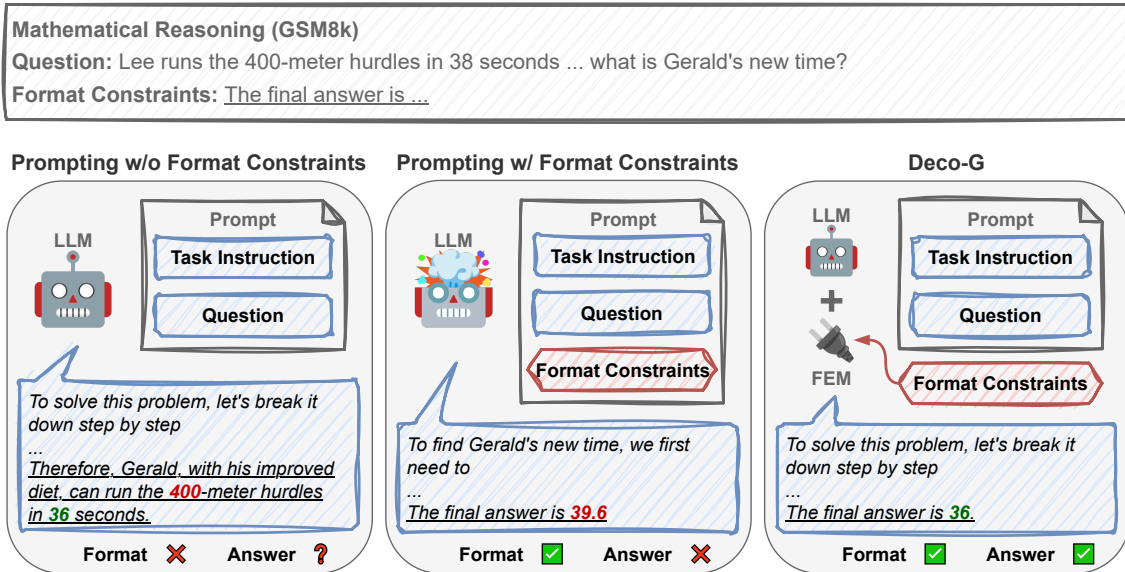 Mathematical Reasoning (GSM8k)
Question: Lee runs the 400-meter hurdles in 38 seconds ... what is Gerald's new time?
Format Constraints: The final answer is ...
Prompting w/o Format Constraints
LLM
Prompt
Task Instruction
Question
To solve this problem, let's break it
down step by step
...
Therefore, Gerald, with his improved
diet, can run the 400-meter hurdles
in 36 seconds.
Format
Answer ?
Prompting w/ Format Constraints
LLM
Prompt
Task Instruction
Question
Format Constraints
To find Gerald's new time, we first
need to
...
The final answer is 39.6
Format
Answer
Deco-G
LLM
+
FEM
Prompt
Task Instruction
Question
Format Constraints
To solve this problem, let's break it
down step by step
...
The final answer is 36.
Format
Answer